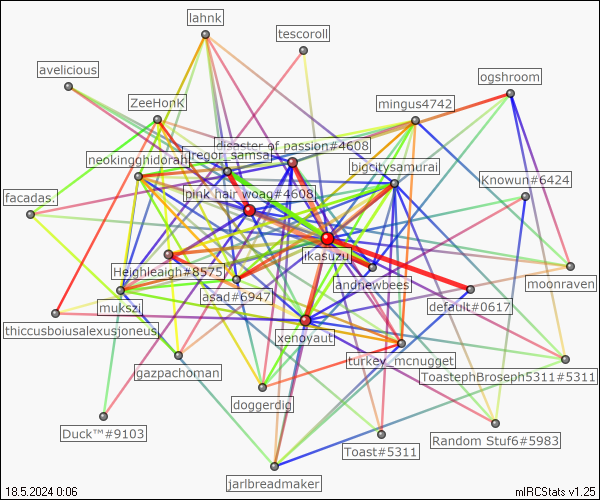 lahnk
tescoroll
avelicious
ogshroom
ZeeHonk
mingus4742
disaster of passion#4608
neokingghidorah
gregor_samsa
bigcitysamurai
Knowun#6424
pink hair woag#4608
facadas.
ikasuzu
Heighleaigh#8575
andnewbees
moonraven
mukszi
asad#6947
default#0617
thiccusboiusalexusjoneus
xenoyaut
turkey_mcnugget
gazpachoman
ToastephBroseph5311#5311
doggerdig
Duck™#9103
Random Stuf6#5983
Toast#5311
jarlbreadmaker
18.5.2024 0:06
mIRCStats v1.25